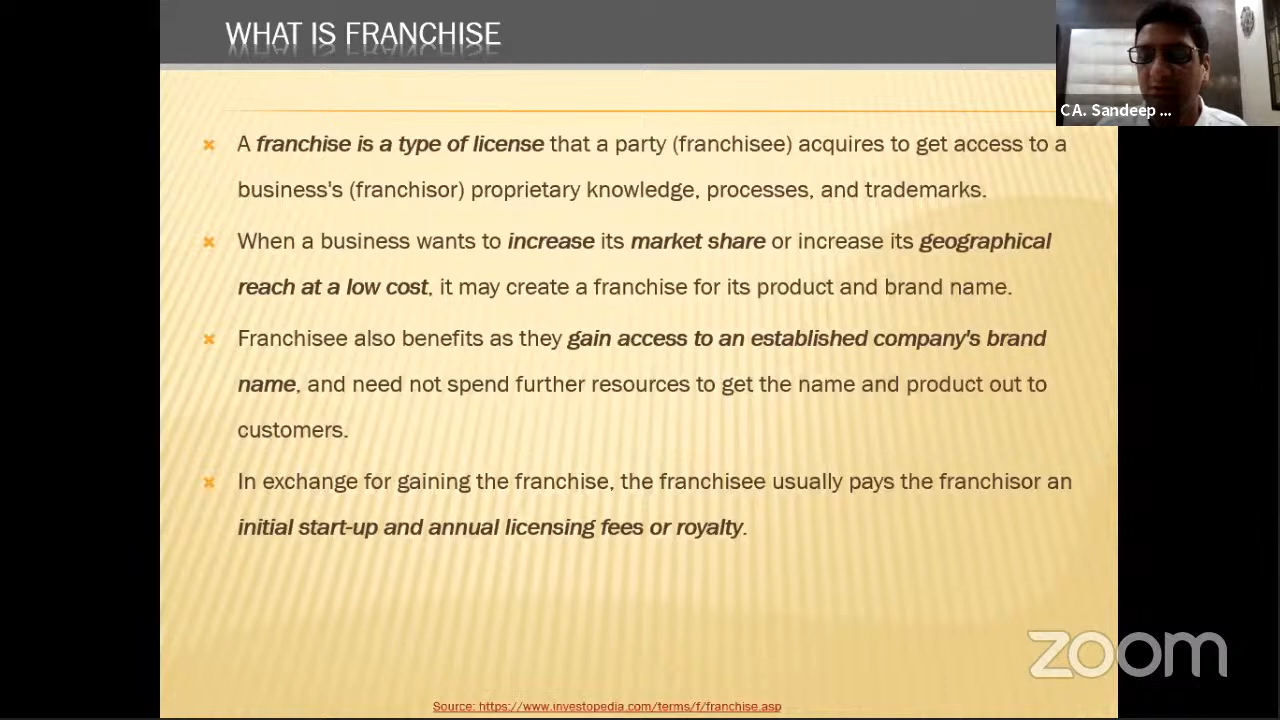 WHAT IS FRANCHISE
CA. Sandeep ...
A franchise is a type of license that a party (franchisee) acquires to get access to a
business's (franchisor) proprietary knowledge, processes, and trademarks.
When a business wants to increase its market share or increase its geographical
reach at a low cost, it may create a franchise for its product and brand name.
Franchisee also benefits as they gain access to an established company's brand
name, and need not spend further resources to get the name and product out to
customers.
In exchange for gaining the franchise, the franchisee usually pays the franchisor an
initial start-up and annual licensing fees or royalty.
zoom
Source: https://www.investopedia.com/terms/f/franchise.asp